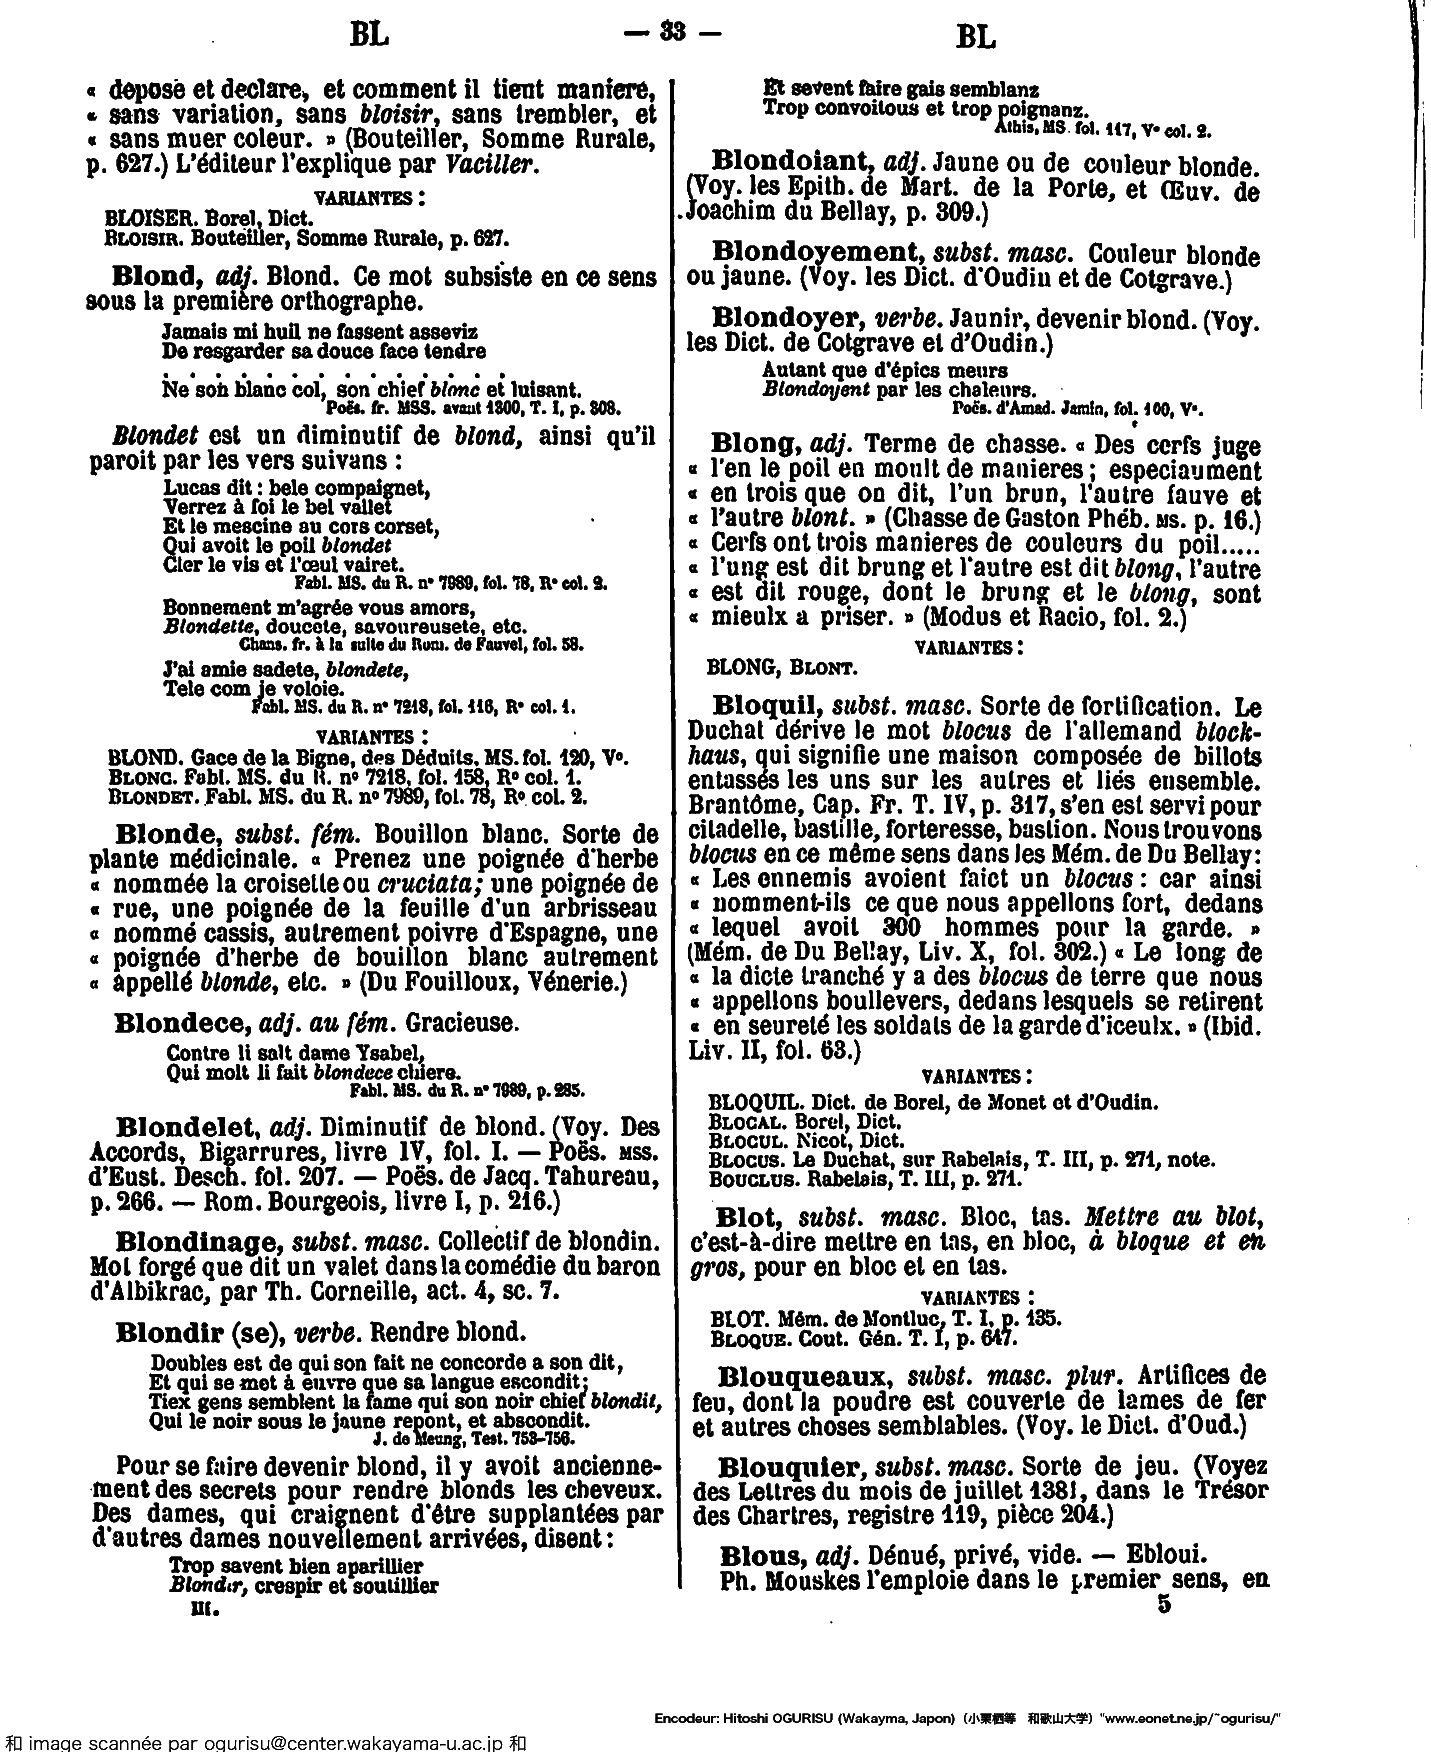 BL — 33 — BL
« depose et declare, et comment il tient maniere,
« sans variation, sans bloisir, sans trembler, et
« sans muer coleur. » (Bouteiller, Somme Rurale,
p. 627.) L'éditeur l'explique par Vaciller.
VARIANTES :
BLOISER. Borel, Dict.
BLOISIR. Bouteiller, Somme Rurale, p. 627.
Blond, adj. Blond. Ce mot subsiste en ce sens
sous la première orthographe.
Jamais mi huil ne fassent asseviz
De resgarder sa douce face tendre
. . . . . . . . . . . . . .
Ne son blanc col, son chief blonc et luisant.
Poës. fr. MSS. avant 1300, T. I, p. 308.
Blondet est un diminutif de blond, ainsi qu'il
paroit par les vers suivans :
Lucas dit : bele compaignet,
Verrez à foi le bel vallet
Et le mescine au cors corset,
Qui avoit le poil blondet
Cler le vis et l'œul vairet.
Fabl. MS. du R. n° 7989, fol. 78, R° col. 2.
Bonnement m'agrée vous amors,
Blondette, doucete, savoureusete, etc.
Chans. fr. à la suite du Rom. de Fauvel, fol. 58.
J'ai amie sadete, blondete,
Tele com je voloie.
Fabl. MS. du R. n° 7218, fol. 116, R° col. 1.
VARIANTES :
BLOND. Gace de la Bigne, des Déduits, MS. fol. 120, V°.
BLONC. Fabl. MS. du R. n° 7218, fol. 158, R° col. 1.
BLONDET. Fabl. MS. du R. n° 7989, fol. 78, R° col. 2.
Blonde, subst. fém. Bouillon blanc. Sorte de
plante médicinale. « Prenez une poignée d'herbe
« nommée la croisette ou cruciata; une poignée de
« rue, une poignée de la feuille d'un arbrisseau
« nommé cassis, autrement poivre d'Espagne, une
« poignée d'herbe de bouillon blanc autrement
« appellé blonde, etc. » (Du Fouilloux, Vénerie.)
Blondece, adj. au fém. Gracieuse.
Contre li salt dame Ysabel,
Qui molt li fait blondece chiere.
Fabl. MS. du R. n° 7989, p. 285.
Blondelet, adj. Diminutif de blond. (Voy. Des
Accords, Bigarrures, livre IV, fol. I. — Poës. MSS.
d'Eust. Desch. fol. 207. — Poës. de Jacq. Tahureau,
p. 266. — Rom. Bourgeois, livre I, p. 216.)
Blondinage, subst. masc. Collectif de blondin.
Mot forgé que dit un valet dans la comédie du baron
d'Albikrac, par Th. Corneille, act. 4, sc. 7.
Blondir (se), verbe. Rendre blond.
Doubles est de qui son fait ne concorde a son dit,
Et qui se met à euvre que sa langue escondit;
Tiex gens semblent la fame qui son noir chief blondit,
Qui le noir sous le jaune repont, et abscondit.
J. de Meung, Test. 753-756.
Pour se faire devenir blond, il y avoit ancienne-
ment des secrets pour rendre blonds les cheveux.
Des dames, qui craignent d'être supplantées par
d'autres dames nouvellement arrivées, disent :
Trop savent bien aparillier
Blondir, crespir et soutillier
III.
Et sevent faire gais semblanz
Trop convoitous et trop poignanz.
Athis, MS. fol. 117, V° col. 2.
Blondoiant, adj. Jaune ou de couleur blonde.
(Voy. les Epith. de Mart. de la Porte, et Œuv. de
Joachim du Bellay, p. 309.)
Blondoyement, subst. masc. Couleur blonde
ou jaune. (Voy. les Dict. d'Oudin et de Cotgrave.)
Blondoyer, verbe. Jaunir, devenir blond. (Voy.
les Dict. de Cotgrave et d'Oudin.)
Autant que d'épics meurs
Blondoyent par les chaleurs.
Poës. d'Amad. Jamin, fol. 100, V°.
Blong, adj. Terme de chasse. « Des cerfs juge
« l'en le poil en moult de manieres ; especiaument
« en trois que on dit, l'un brun, l'autre fauve et
« l'autre blont. » (Chasse de Gaston Phéb. MS. p. 16.)
« Cerfs ont trois manieres de couleurs du poil.....
« l'ung est dit brung et l'autre est dit blong, l'autre
« est dit rouge, dont le brung et le blong, sont
« mieulx a priser. » (Modus et Racio, fol. 2.)
VARIANTES :
BLONG, BLONT.
Bloquil, subst. masc. Sorte de fortification. Le
Duchat dérive le mot blocus de l'allemand block-
haus, qui signifie une maison composée de billots
entassés les uns sur les autres et liés ensemble.
Brantôme, Cap. Fr. T. IV, p. 317, s'en est servi pour
citadelle, bastille, forteresse, bastion. Nous trouvons
blocus en ce même sens dans les Mém. de Du Bellay:
« Les ennemis avoient faict un blocus : car ainsi
« nomment-ils ce que nous appellons fort, dedans
« lequel avoit 300 hommes pour la garde. »
(Mém. de Du Bellay, Liv. X, fol. 302.) « Le long de
« la dicte tranché y a des blocus de terre que nous
« appellons boullevers, dedans lesquels se retirent
« en seureté les soldats de la garde d'iceulx. » (Ibid.
Liv. II, fol. 63.)
VARIANTES :
BLOQUIL. Dict. de Borel, de Monet et d'Oudin.
BLOCAL. Borel, Dict.
BLOCUL. Nicot, Dict.
BLOCUS. Le Duchat, sur Rabelais, T. III, p. 271, note.
BOUCLUS. Rabelais, T. III, p. 271.
Blot, subst. masc. Bloc, tas. Mettre au blot,
c'est-à-dire mettre en tas, en bloc, à bloque et en
gros, pour en bloc et en tas.
VARIANTES :
BLOT. Mém. de Montluc, T. I, p. 135.
BLOQUE. Cout. Gén. T. I, p. 647.
Blouqueaux, subst. masc. plur. Artifices de
feu, dont la poudre est couverte de lames de fer
et autres choses semblables. (Voy. le Dict. d'Oud.)
Blouquier, subst. masc. Sorte de jeu. (Voyez
des Lettres du mois de juillet 1381, dans le Trésor
des Chartres, registre 119, pièce 204.)
Blous, adj. Dénué, privé, vide. — Ebloui.
Ph. Mouskes l'emploie dans le premier sens, en
5
Encodeur: Hitoshi OGURISU (Wakayma, Japon) (小栗栖等 和歌山大学) "www.eonet.ne.jp/~ogurisu/"
和 image scannée par ogurisu@center.wakayama-u.ac.jp 和